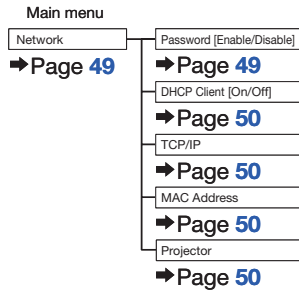 Main menu
Network
➡Page 49
Password [Enable/Disable]
➡Page 49
DHCP Client [On/Off]
➡Page 50
TCP/IP
➡Page 50
MAC Address
➡Page 50
Projector
➡Page 50